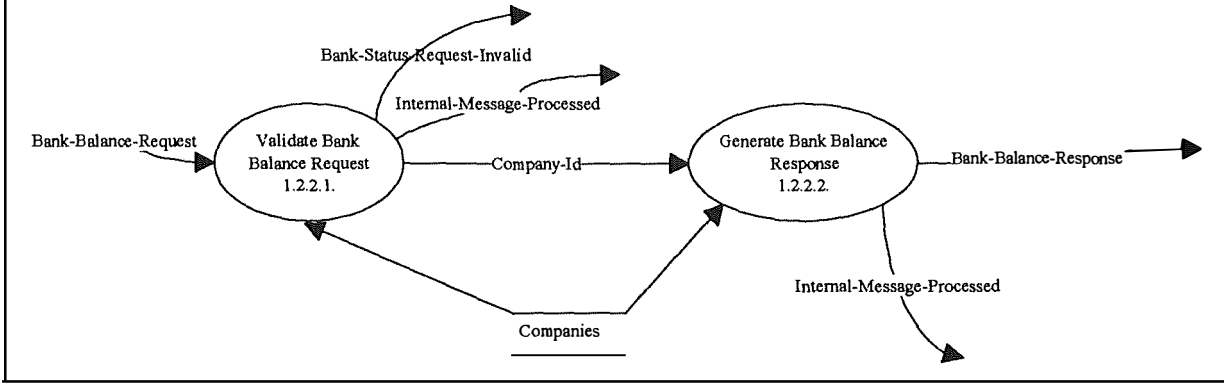 Bank-Status-Request-Invalid
Internal-Message-Processed
Bank-Balance-Request
Validate Bank
Balance Request
1.2.2.1.
Company-Id
Generate Bank Balance
Response
1.2.2.2.
Bank-Balance-Response
Internal-Message-Processed
Companies